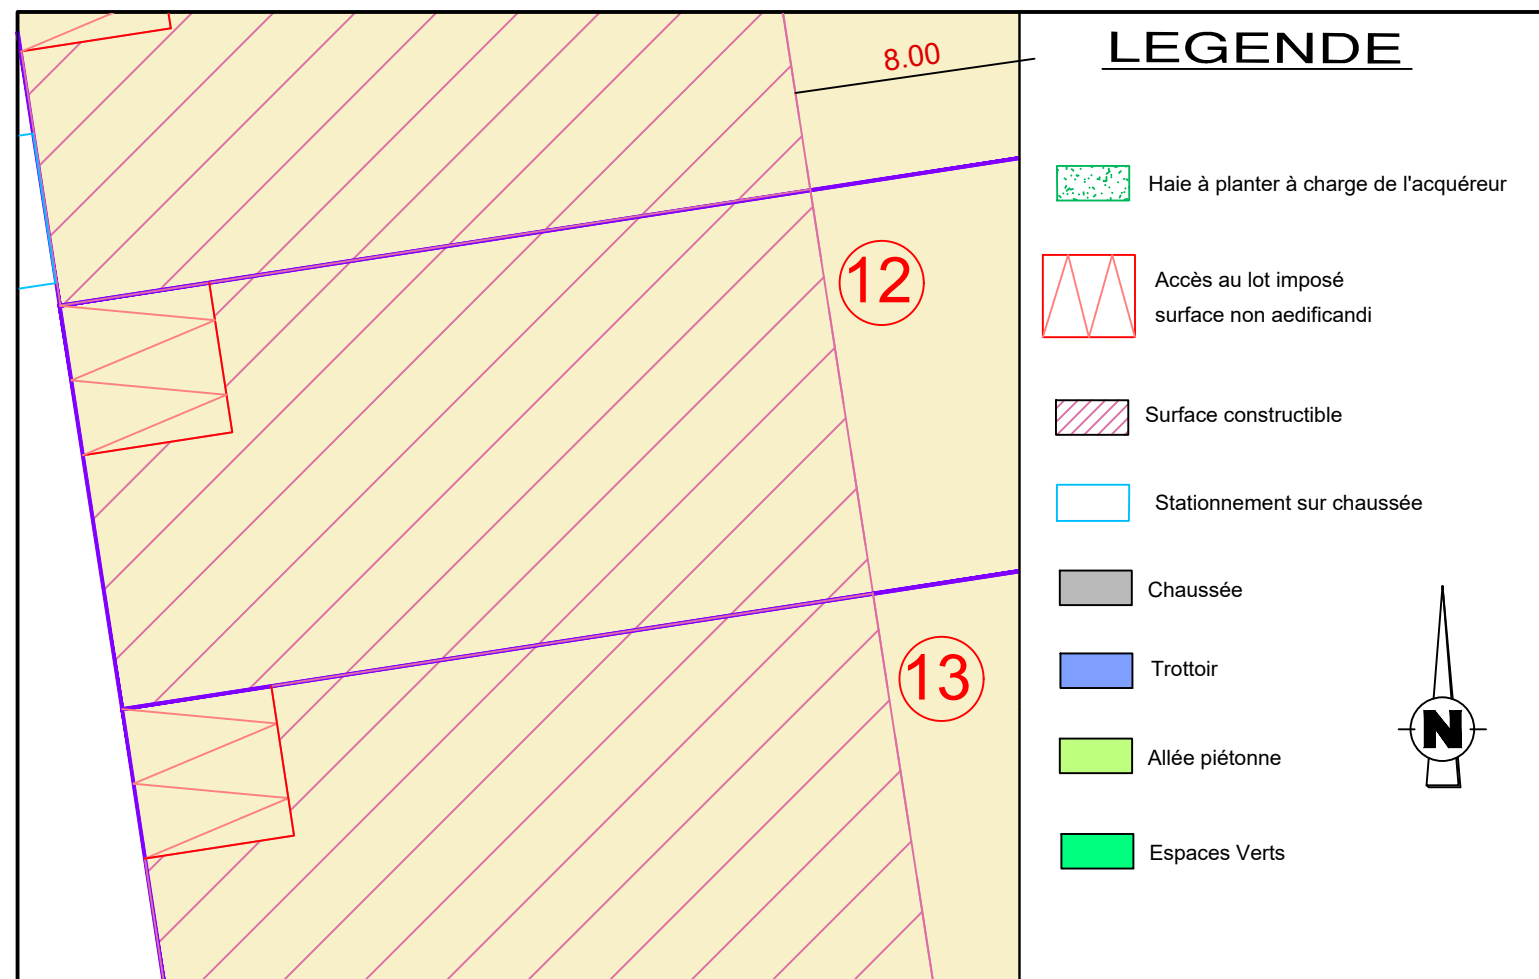 8.00
12
13
LEGENDE
Haie à planter à charge de l'acquéreur
Accès au lot imposé
surface non aedificandi
Surface constructible
Stationnement sur chaussée
Chaussée
Trottoir
Allée piétonne
Espaces Verts
N